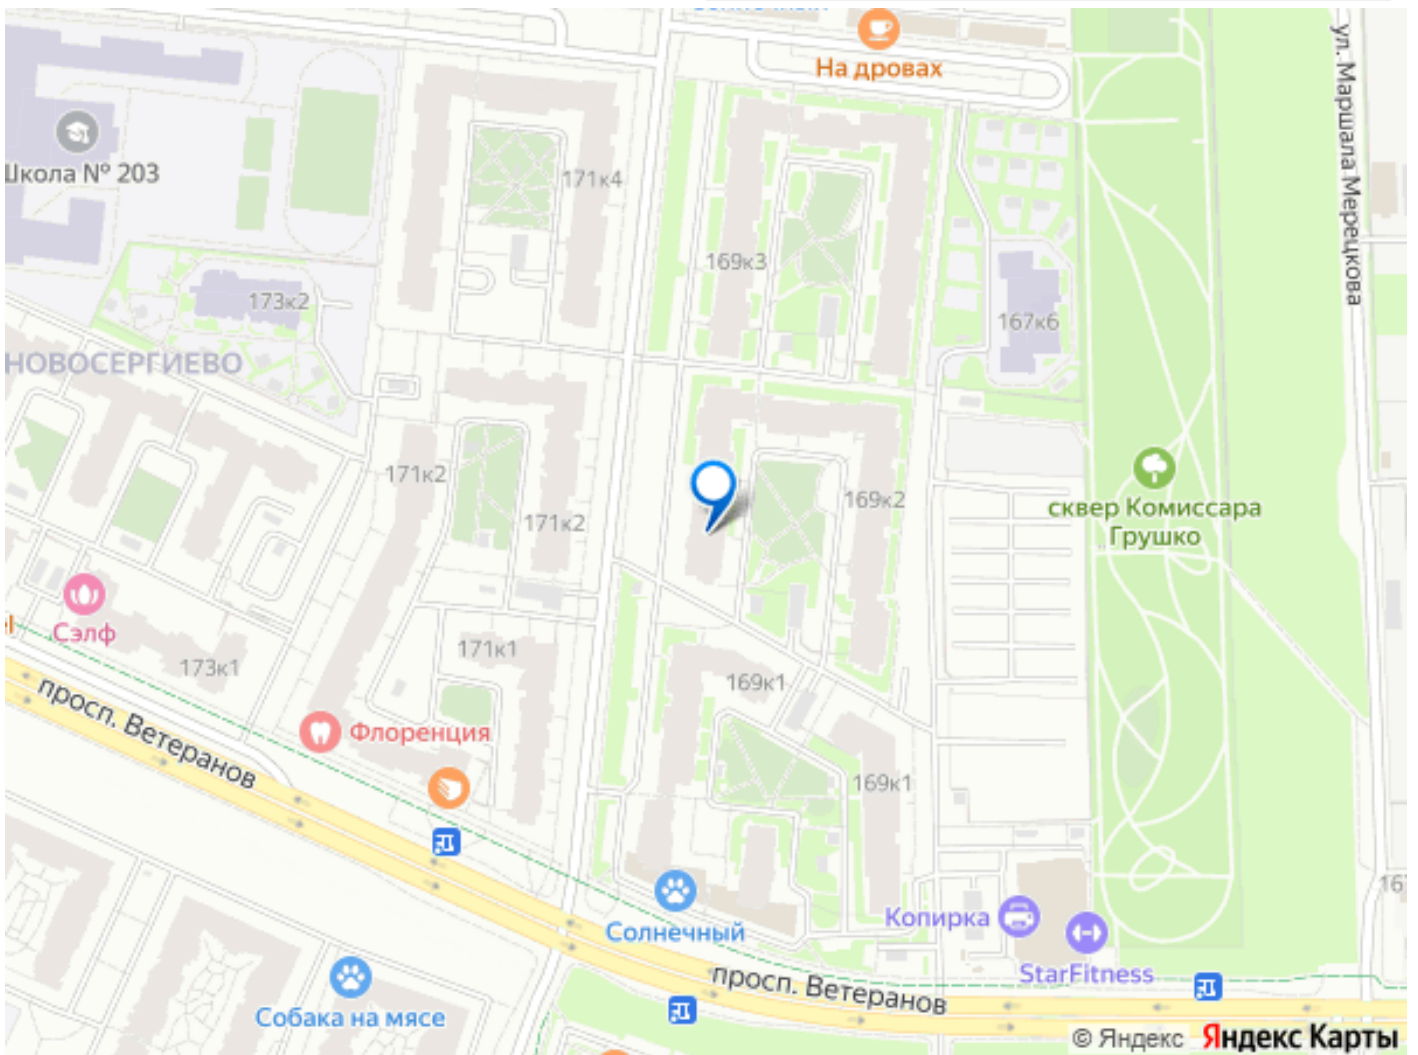 На дровах
ул. Маршала Мерецкова
Школа № 203
171к4
169к3
173к2
167к6
НОВОСЕРГИЕВО
171к2
169к2
171к2
сквер Комиссара
Грушко
Сэлф
173к1
171к1
169к1
просп. Ветеранов
Флоренция
169к1
Копирка
Солнечный
StarFitness
просп. Ветеранов
Собака на мясе
© Яндекс Яндекс Карты